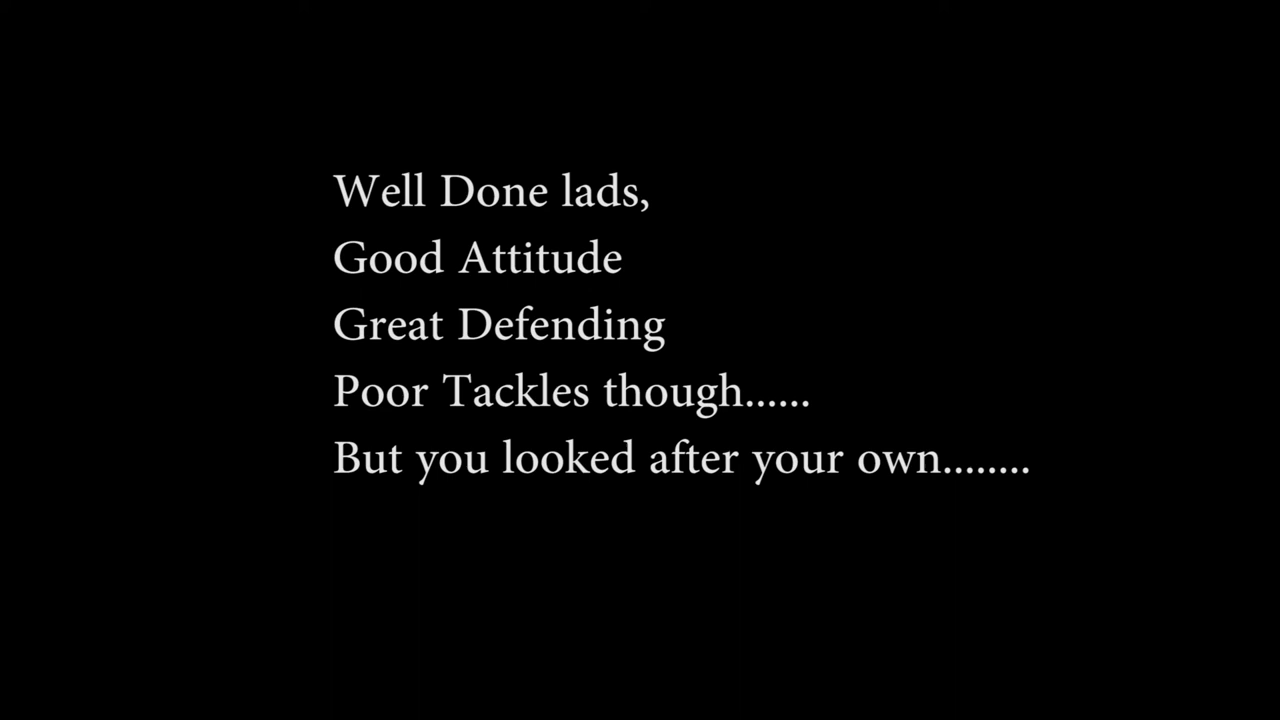 Well Done lads,
Good Attitude
Great Defending
Poor Tackles though......
But you looked after your own........